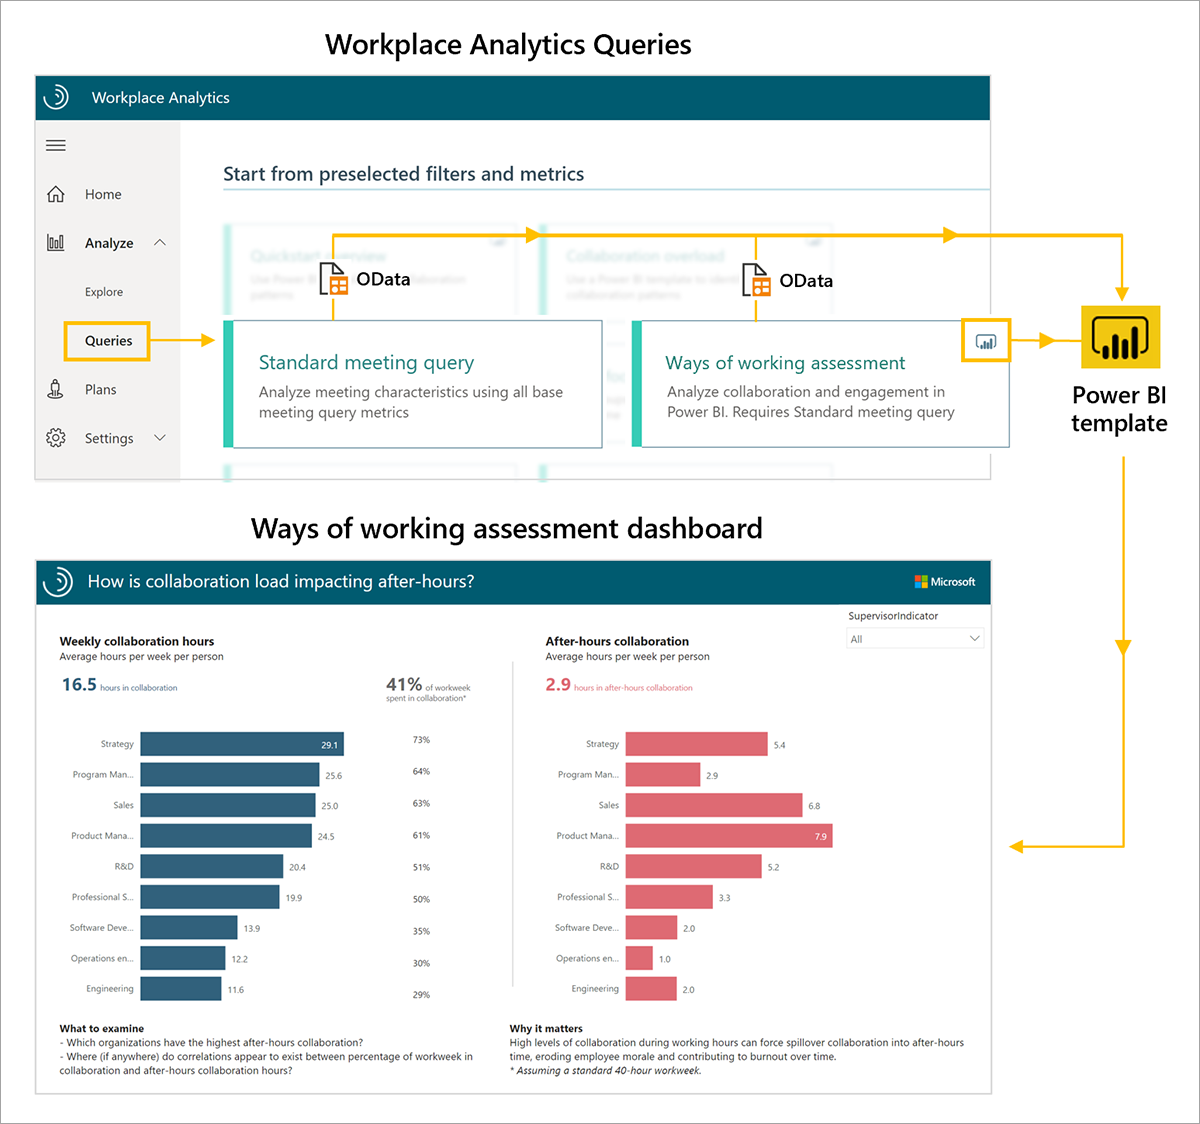 Workplace Analytics Queries
Workplace Analytics
Home
Analyze
Explore
Queries
Plans
Settings
Start from preselected filters and metrics
Collaboration overload
OData
OData
Standard meeting query
Analyze meeting characteristics using all base
meeting query metrics
Ways of working assessment
Analyze collaboration and engagement in
Power BI. Requires Standard meeting query
Power BI
template
Ways of working assessment dashboard
How is collaboration load impacting after-hours?
Microsoft
SupervisorIndicator
All
Weekly collaboration hours
Average hours per week per person
16.5 hours in collaboration
41% of workweek
spent in collaboration*
Strategy 29.1 73%
Program Man... 25.6 64%
Sales 25.0 63%
Product Mana... 24.5 61%
R&D 20.4 51%
Professional S... 19.9 50%
Software Deve... 13.9 35%
Operations en... 12.2 30%
Engineering 11.6 29%
After-hours collaboration
Average hours per week per person
2.9 hours in after-hours collaboration
Strategy 5.4
Program Man... 2.9
Sales 6.8
Product Mana... 7.9
R&D 5.2
Professional S... 3.3
Software Deve... 2.0
Operations en... 1.0
Engineering 2.0
What to examine
- Which organizations have the highest after-hours collaboration?
- Where (if anywhere) do correlations appear to exist between percentage of workweek in
collaboration and after-hours collaboration hours?
Why it matters
High levels of collaboration during working hours can force spillover collaboration into after-hours
time, eroding employee morale and contributing to burnout over time.
* Assuming a standard 40-hour workweek.